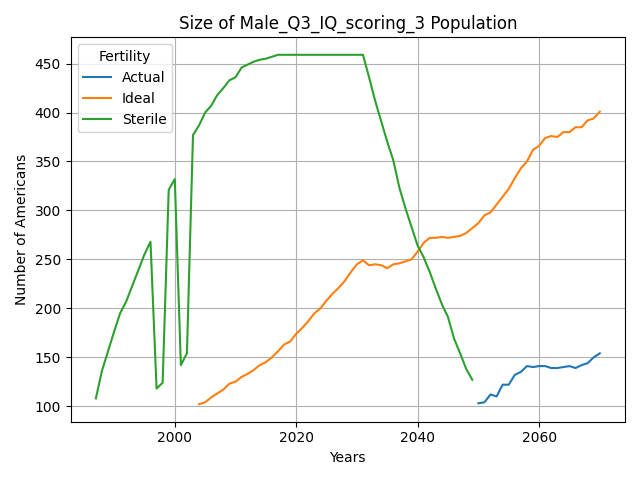 Size of Male_Q3_IQ_scoring_3 Population
Fertility
Actual
Ideal
Sterile
Number of Americans
450
400
350
300
250
200
150
100
2000
2020
2040
2060
Years